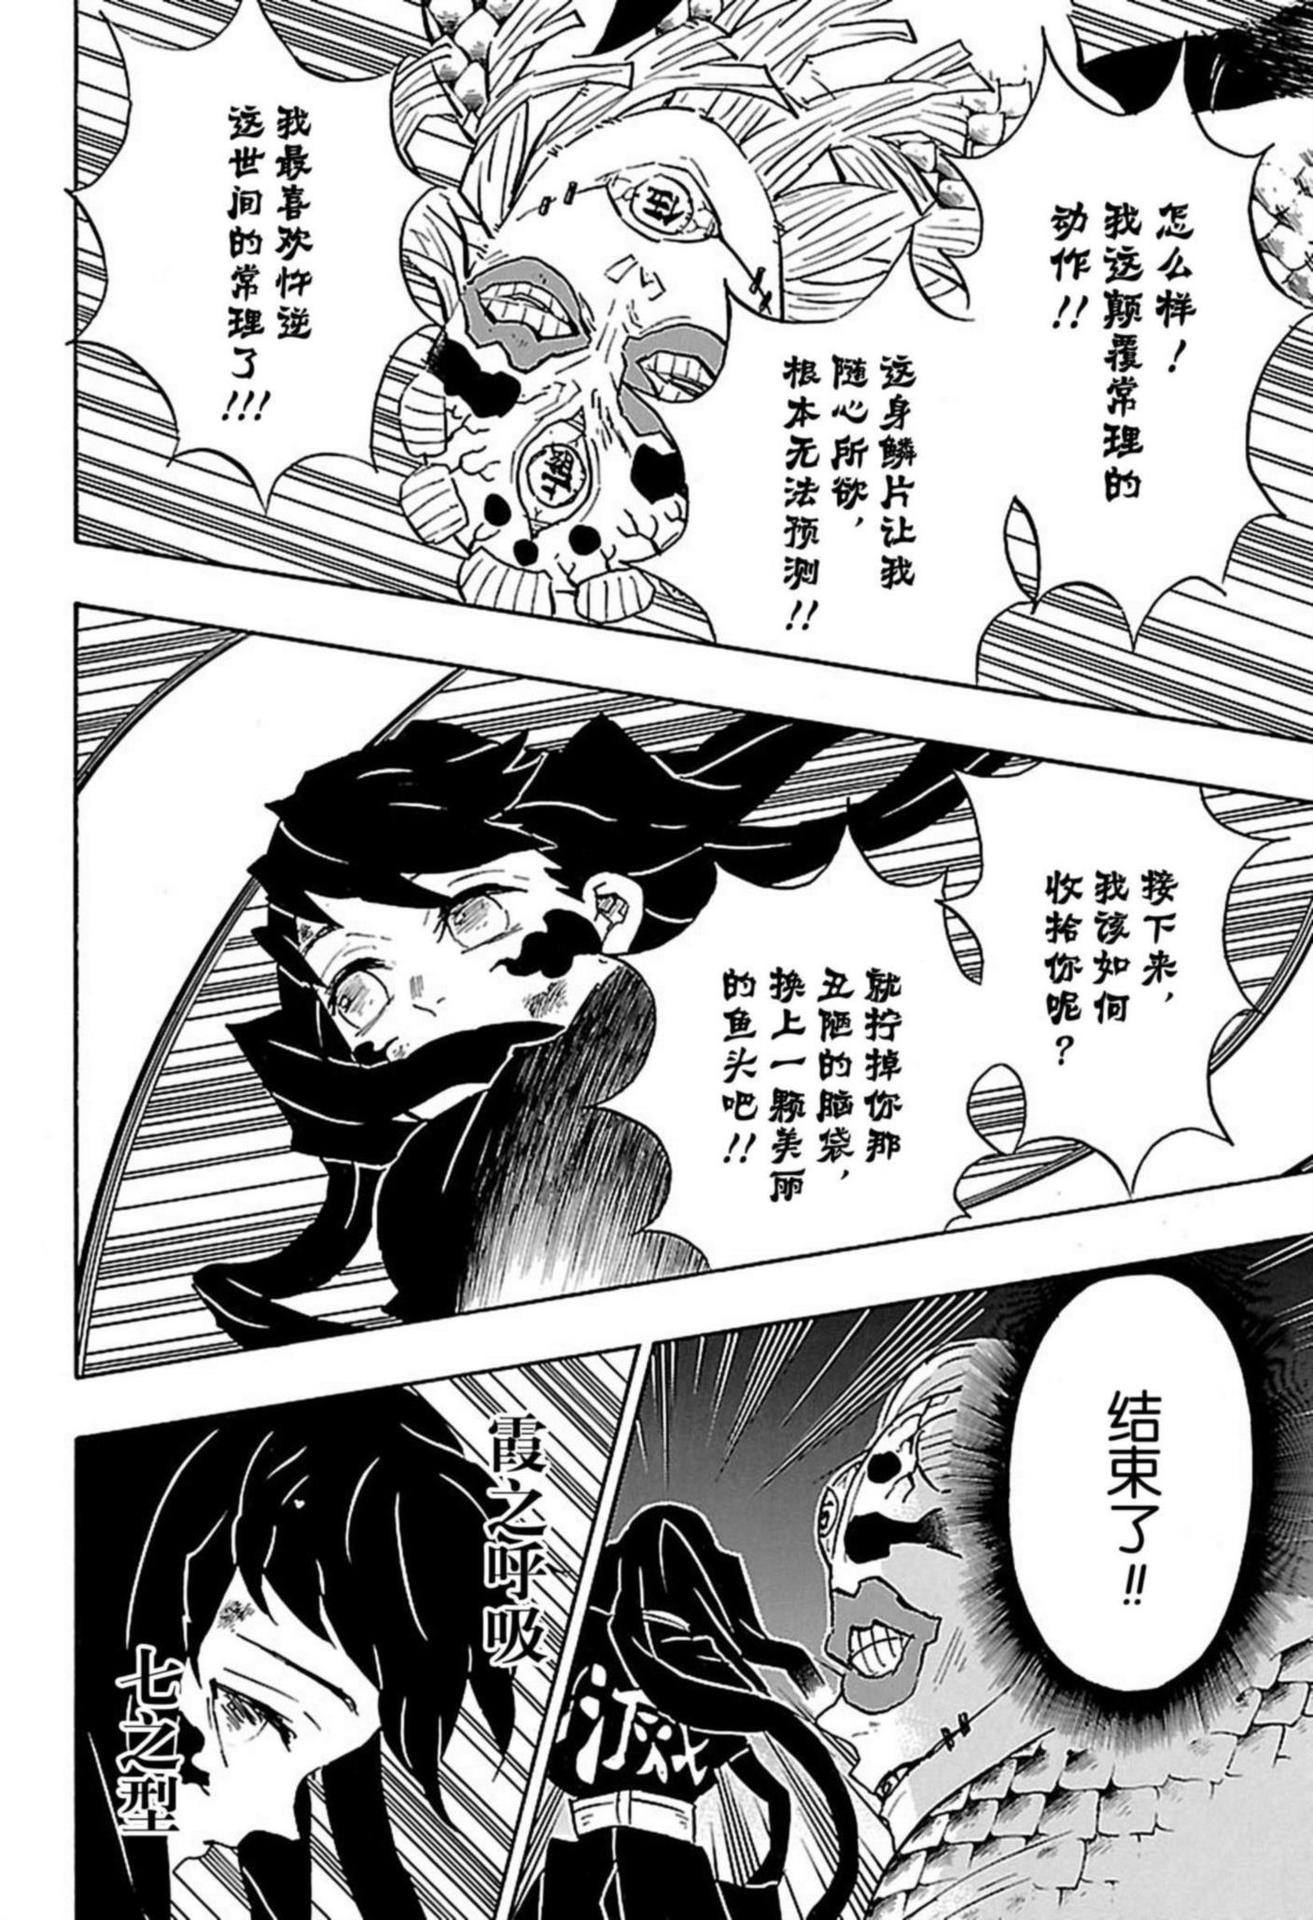 怎么样！
我这颠覆常理的
动作!!
这身鳞片让我
随心所欲，
根本无法预测!!
我最喜欢忤逆
这世间的常理了!!!
接下来，
我该如何
收拾你呢？
就拧掉你那
丑陋的脑袋，
换上一颗美丽
的鱼头吧!!
结束了!!
滅
霞之呼吸
七之型